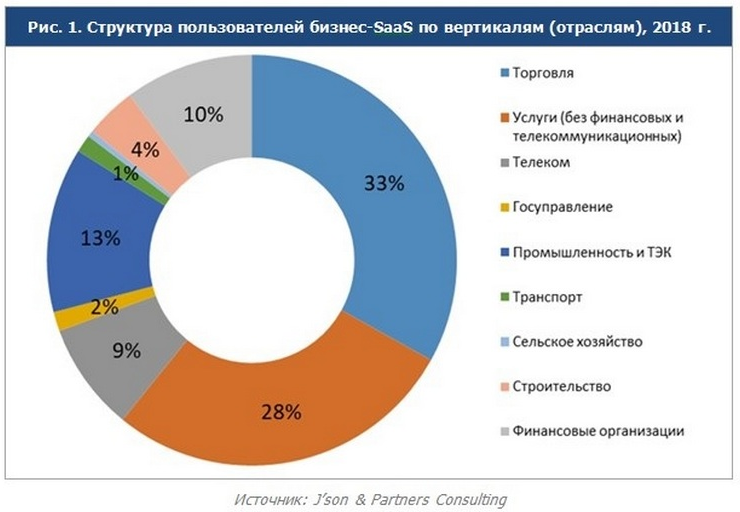 Рис. 1. Структура пользователей бизнес-SaaS по вертикалям (отраслям), 2018 г.
33%
28%
9%
2%
13%
1%
4%
10%
Торговля
Услуги (без финансовых и
телекоммуникационных)
Телеком
Госуправление
Промышленность и ТЭК
Транспорт
Сельское хозяйство
Строительство
Финансовые организации
Источник: J’son & Partners Consulting